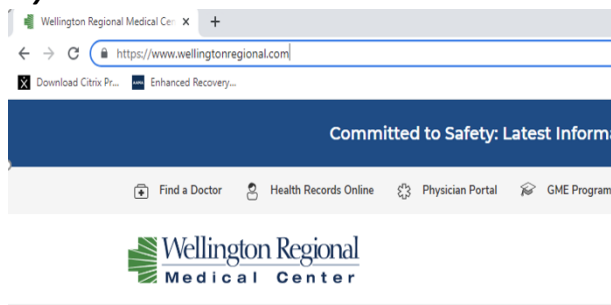 Wellington Regional Medical Cen
https://www.wellingtonregional.com
Download Citrix Pr... Enhanced Recovery...
Committed to Safety: Latest Inform
Find a Doctor Health Records Online Physician Portal GME Program
Wellington Regional
Medical Center